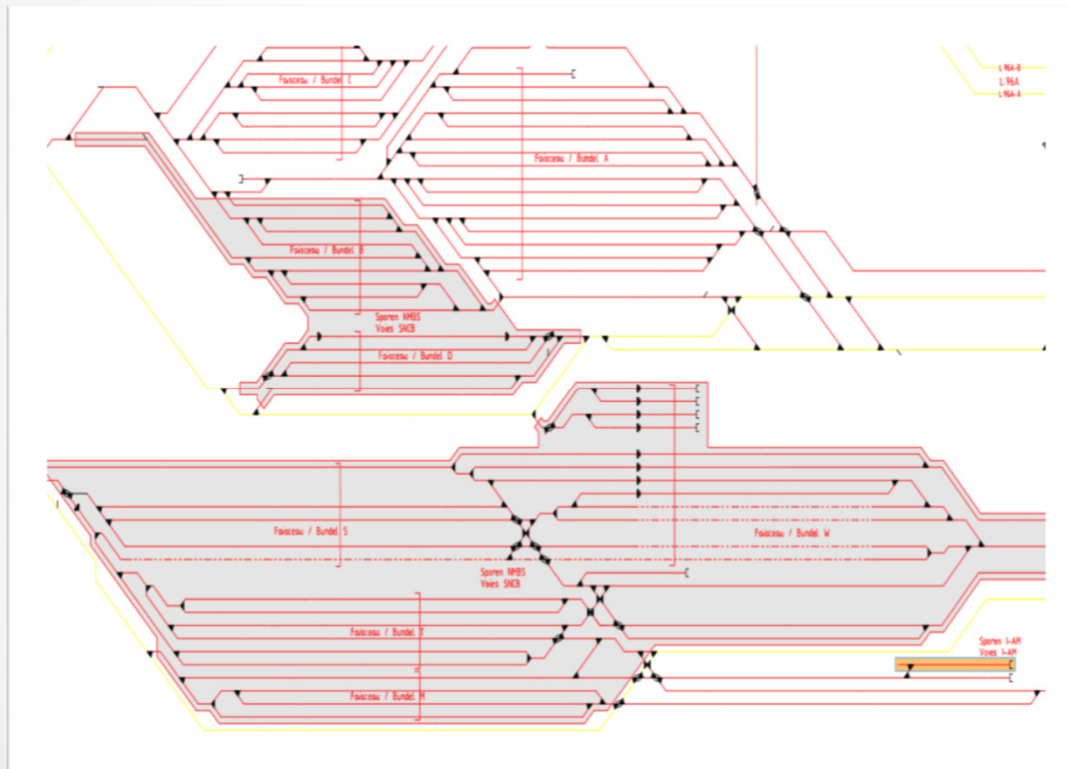 Faisceau / Bundel C
L.96A-B
L.96A
L.96A-A
Faisceau / Bundel A
Faisceau / Bundel B
Sporen NMBS
Voies SNCB
Faisceau / Bundel D
Faisceau / Bundel S
Faisceau / Bundel W
Sporen NMBS
Voies SNCB
Faisceau / Bundel T
Sporen I-AM
Voies I-AM
Faisceau / Bundel M